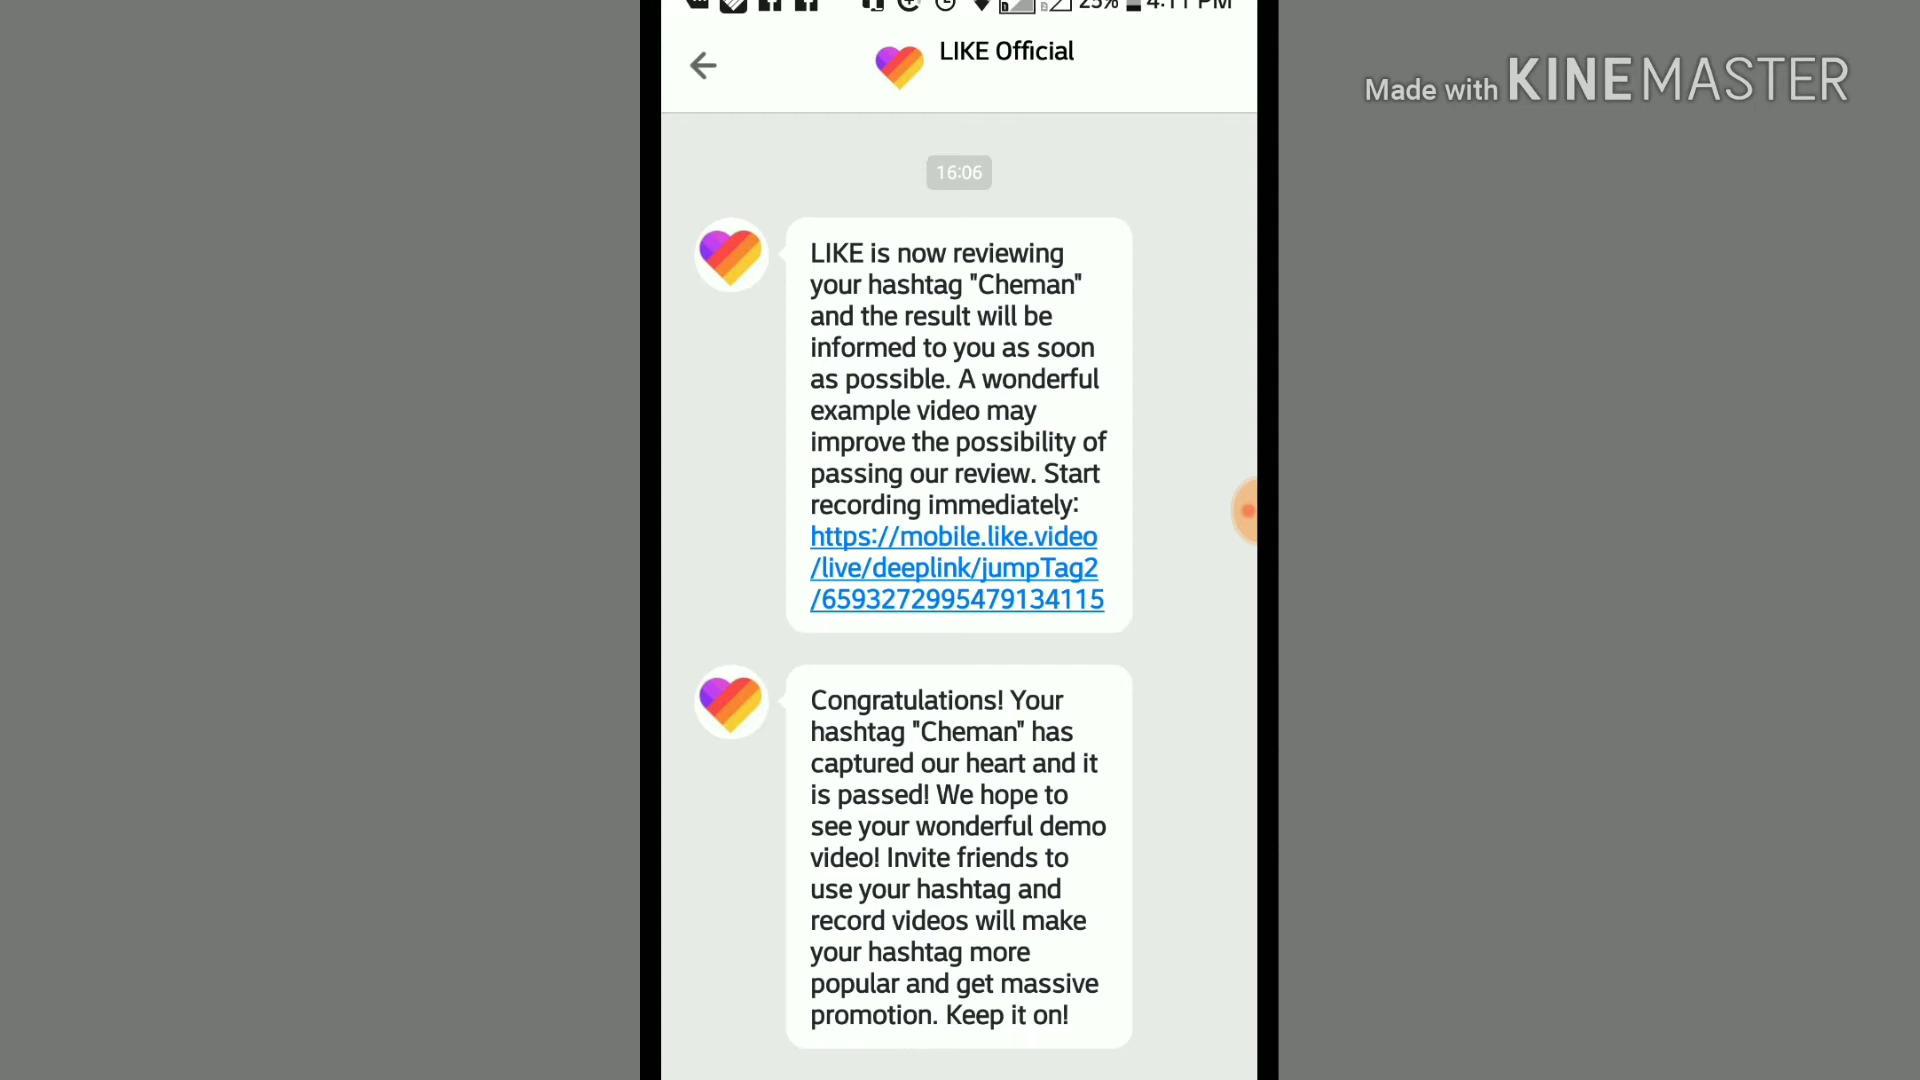 25% 4:11 PM
LIKE Official
Made with KINEMASTER
16:06
LIKE is now reviewing
your hashtag "Cheman"
and the result will be
informed to you as soon
as possible. A wonderful
example video may
improve the possibility of
passing our review. Start
recording immediately:
https://mobile.like.video
/live/deeplink/jumpTag2
/6593272995479134115
Congratulations! Your
hashtag "Cheman" has
captured our heart and it
is passed! We hope to
see your wonderful demo
video! Invite friends to
use your hashtag and
record videos will make
your hashtag more
popular and get massive
promotion. Keep it on!